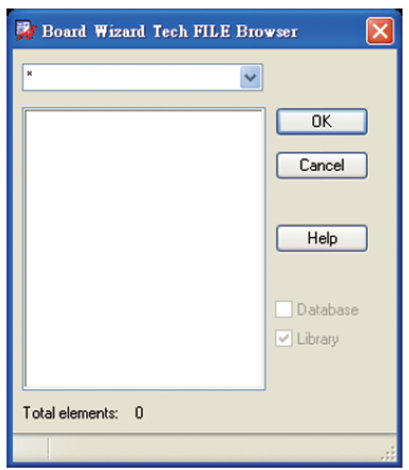 Board Wizard Tech FILE Browser
*
OK
Cancel
Help
Database
Library
Total elements: 0